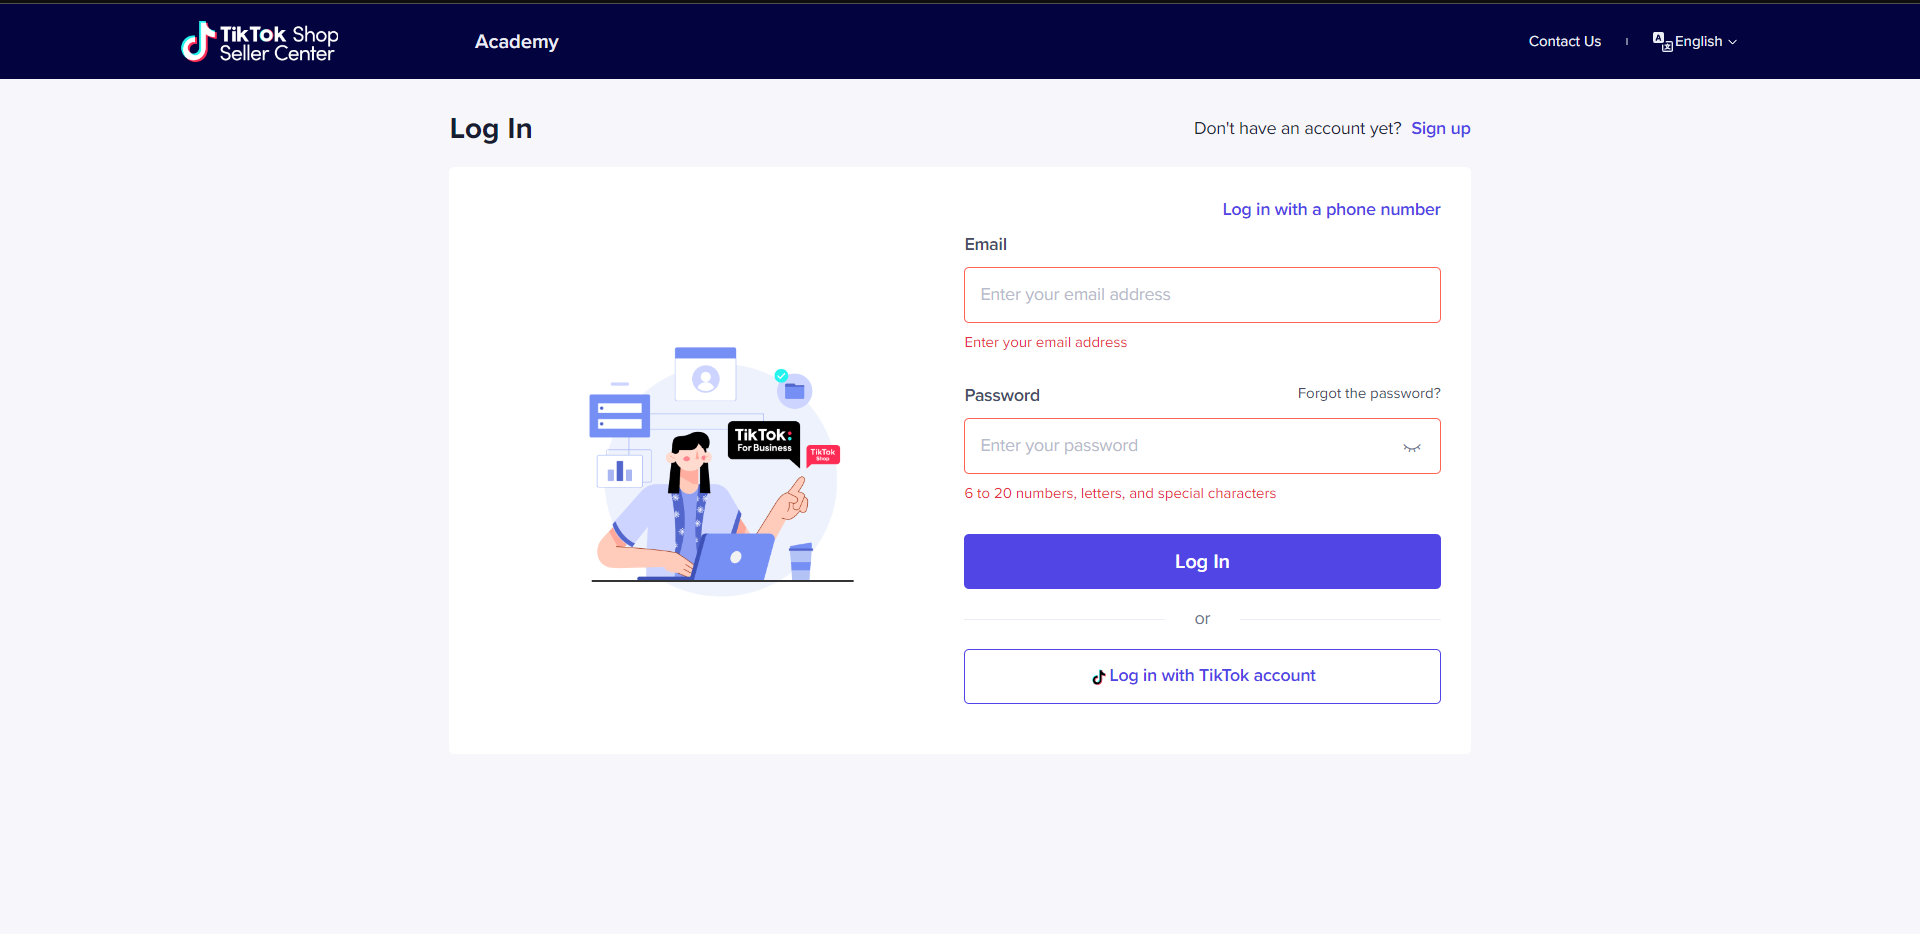 TikTok Shop
Seller Center
Academy
Contact Us
English
Log In
Don't have an account yet? Sign up
Log in with a phone number
Email
Enter your email address
Enter your email address
Password
Forgot the password?
Enter your password
6 to 20 numbers, letters, and special characters
Log In
or
Log in with TikTok account
TikTok:
For Business
TikTok
Shop